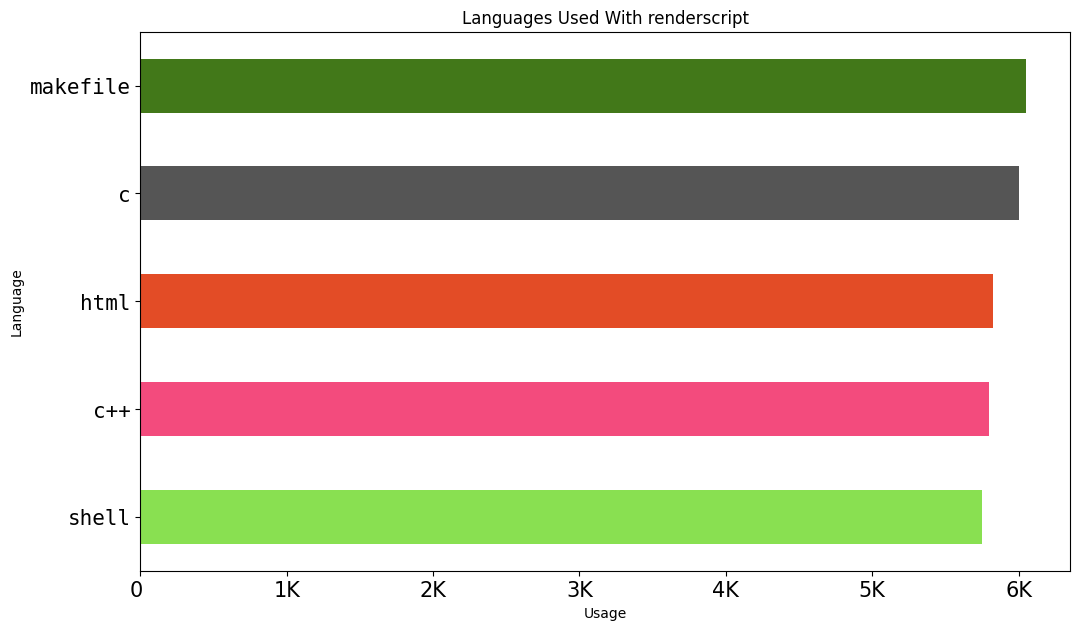 Languages Used With renderscript
makefile
c
html
c++
shell
Language
0 1K 2K 3K 4K 5K 6K
Usage